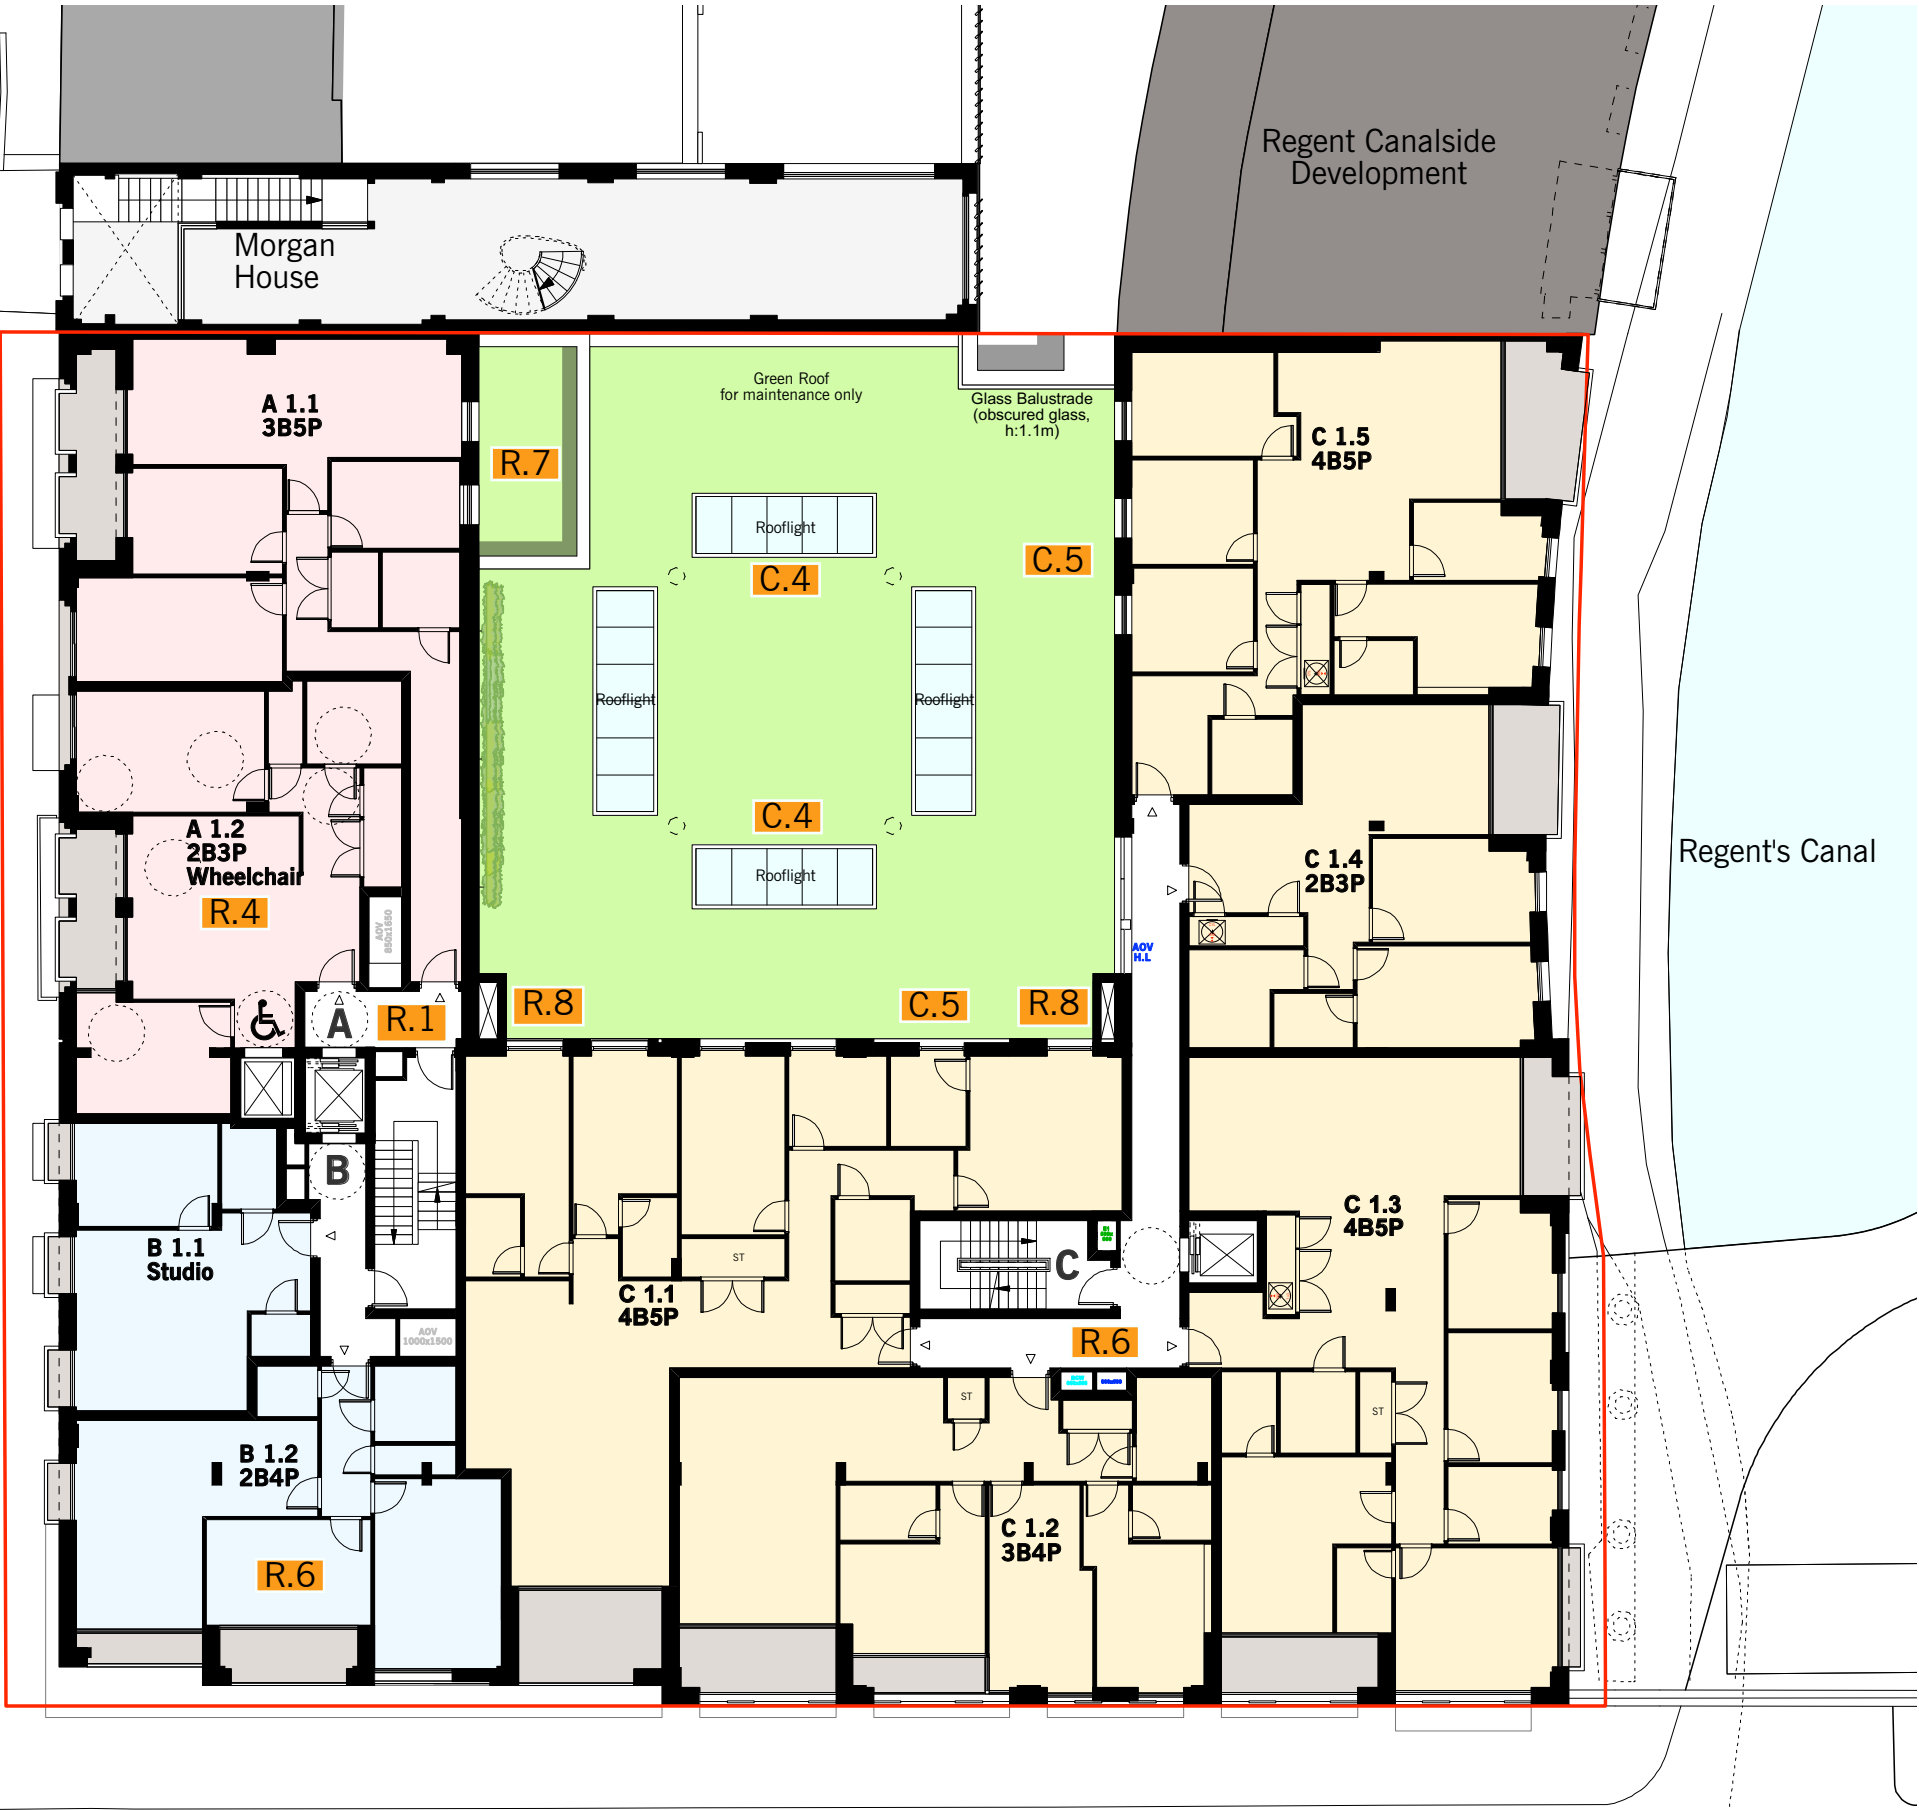 Regent Canalside
Development
Morgan
House
Green Roof
for maintenance only
Glass Balustrade
(obscured glass,
h:1.1m)
A 1.1
3B5P
C 1.5
4B5P
R.7
Rooflight
C.5
C.4
Rooflight
Rooflight
C.4
A 1.2
2B3P
Wheelchair
R.4
Rooflight
C 1.4
2B3P
Regent's Canal
AOV
850x1650
AOV
H.L
R.8
C.5
R.8
A
R.1
B
C 1.3
4B5P
B 1.1
Studio
ST
C
C 1.1
4B5P
AOV
1000x1500
R.6
ST
ST
B 1.2
2B4P
C 1.2
3B4P
R.6